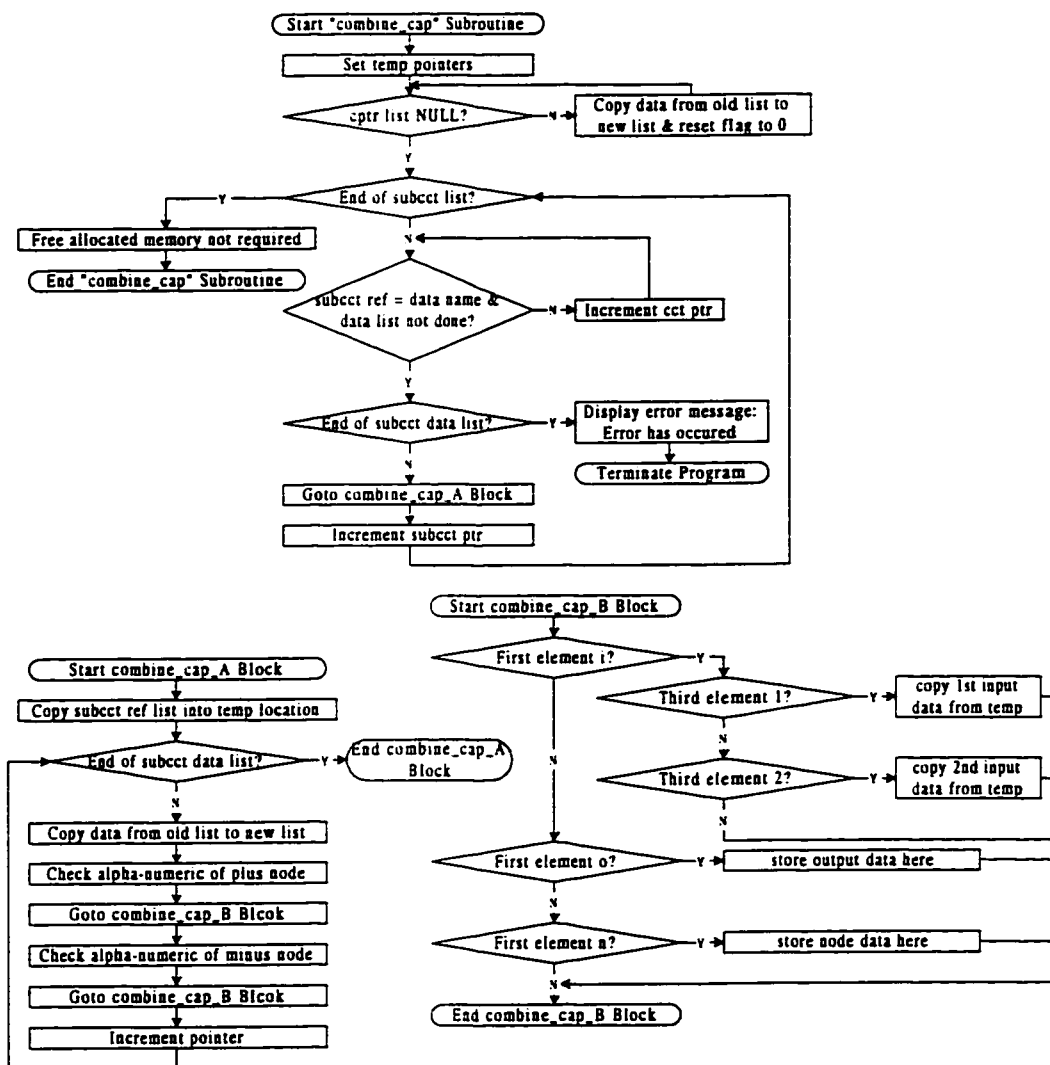 Start "combine_cap" Subroutine
Set temp pointers
cptr list NULL?
N
Copy data from old list to
new list & reset flag to 0
Y
End of subcct list?
Y
N
Free allocated memory not required
End "combine_cap" Subroutine
subcct ref = data name &
data list not done?
N
Increment cct ptr
Y
End of subcct data list?
Y
Display error message:
Error has occured
N
Terminate Program
Goto combine_cap_A Block
Increment subcct ptr
Start combine_cap_A Block
Copy subcct ref list into temp location
End of subcct data list?
Y
End combine_cap_A
Block
N
Copy data from old list to new list
Check alpha-numeric of plus node
Goto combine_cap_B Blcok
Check alpha-numeric of minus node
Goto combine_cap_B Blcok
Increment pointer
Start combine_cap_B Block
First element i?
Y
Third element 1?
Y
copy 1st input
data from temp
N
Third element 2?
Y
copy 2nd input
data from temp
N
N
First element o?
Y
store output data here
N
First element n?
Y
store node data here
N
End combine_cap_B Block